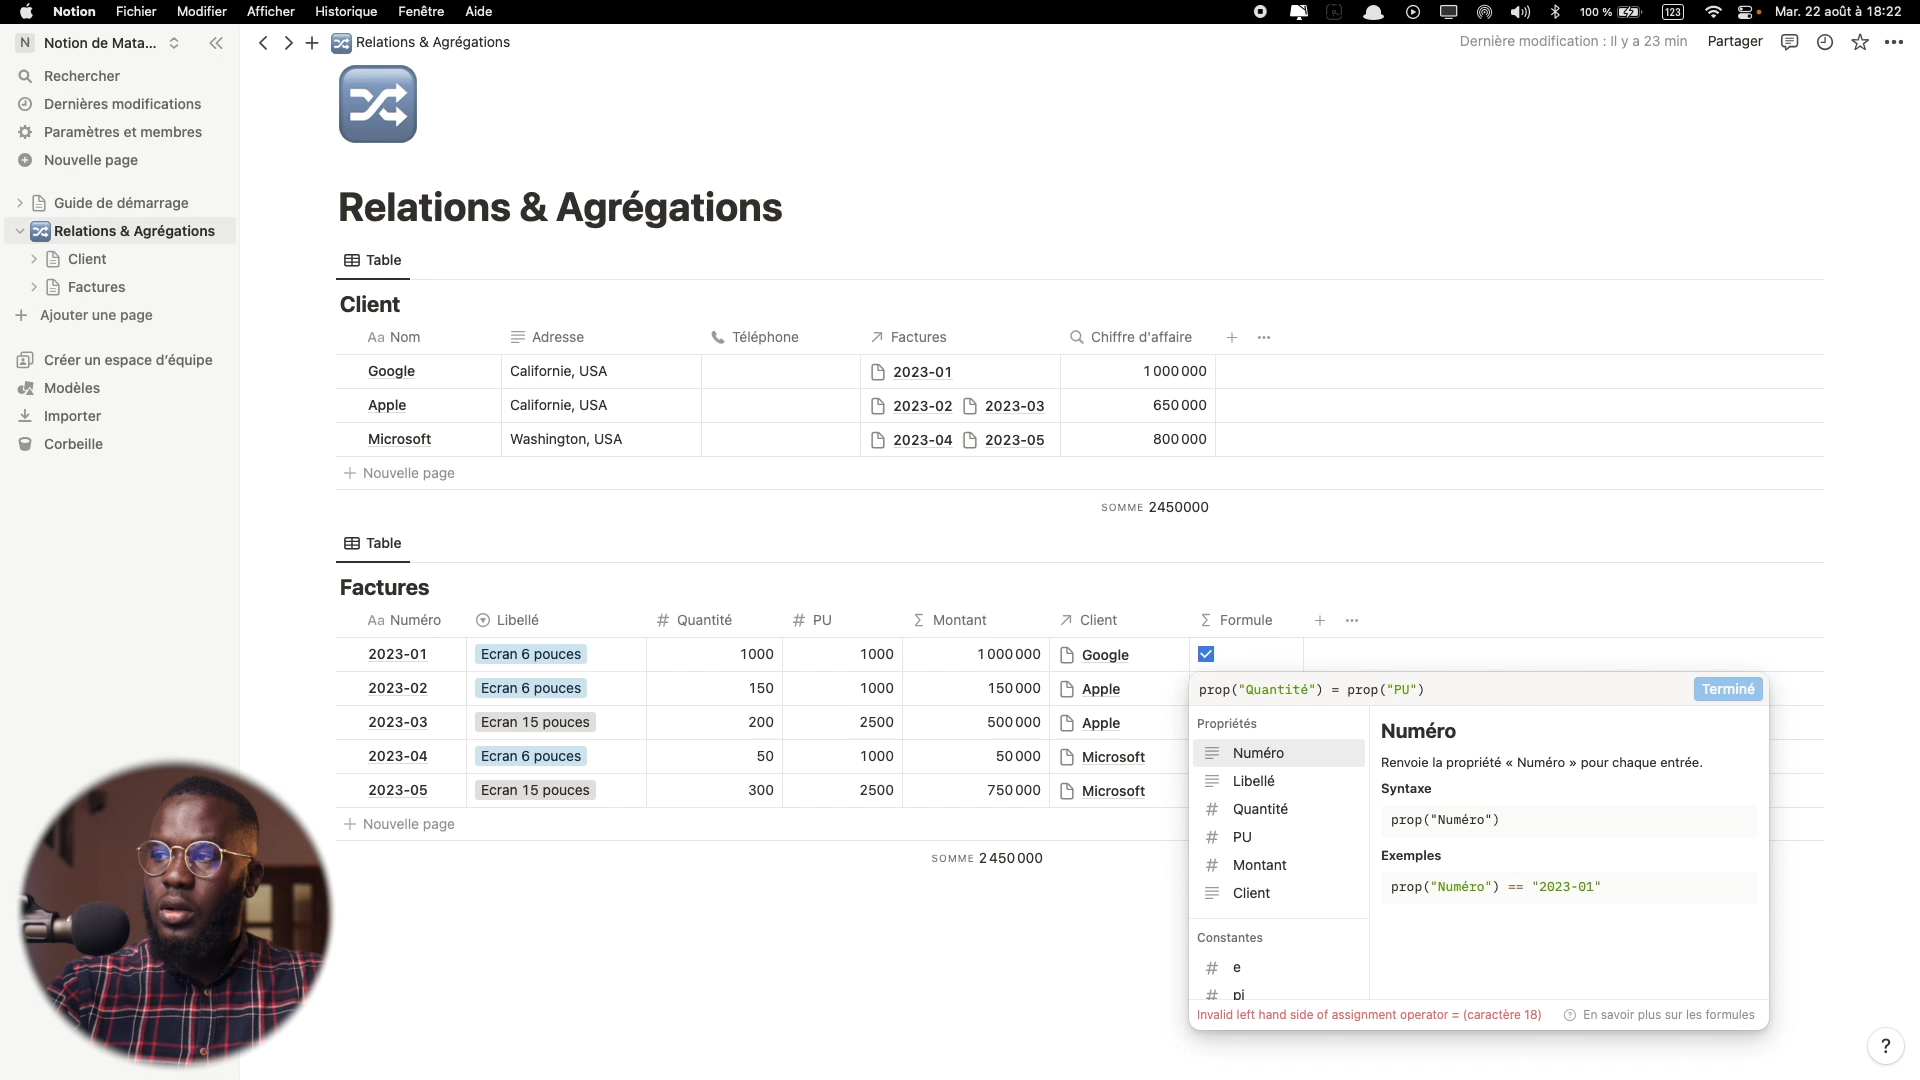 Notion Fichier Modifier Afficher Historique Fenêtre Aide
100 % 123 Mar. 22 août à 18:22
N Notion de Mata...
Relations & Agrégations
Dernière modification : Il y a 23 min Partager
Rechercher
Dernières modifications
Paramètres et membres
Nouvelle page
Guide de démarrage
Relations & Agrégations
Client
Factures
Ajouter une page
Créer un espace d'équipe
Modèles
Importer
Corbeille
Relations & Agrégations
Table
Client
Aa Nom Adresse Téléphone Factures Chiffre d'affaire
Google Californie, USA 2023-01 1 000 000
Apple Californie, USA 2023-02 2023-03 650 000
Microsoft Washington, USA 2023-04 2023-05 800 000
Nouvelle page
SOMME 2450000
Table
Factures
Aa Numéro Libellé # Quantité # PU Σ Montant Client Σ Formule
2023-01 Ecran 6 pouces 1000 1000 1 000 000 Google
2023-02 Ecran 6 pouces 150 1000 150 000 Apple
2023-03 Ecran 15 pouces 200 2500 500 000 Apple
2023-04 Ecran 6 pouces 50 1000 50 000 Microsoft
2023-05 Ecran 15 pouces 300 2500 750 000 Microsoft
Nouvelle page
SOMME 2 450 000
prop("Quantité") = prop("PU") Terminé
Propriétés
Numéro
Libellé
# Quantité
# PU
# Montant
Client
Constantes
# e
# pi
Numéro
Renvoie la propriété « Numéro » pour chaque entrée.
Syntaxe
prop("Numéro")
Exemples
prop("Numéro") == "2023-01"
Invalid left hand side of assignment operator = (caractère 18) ? En savoir plus sur les formules
?